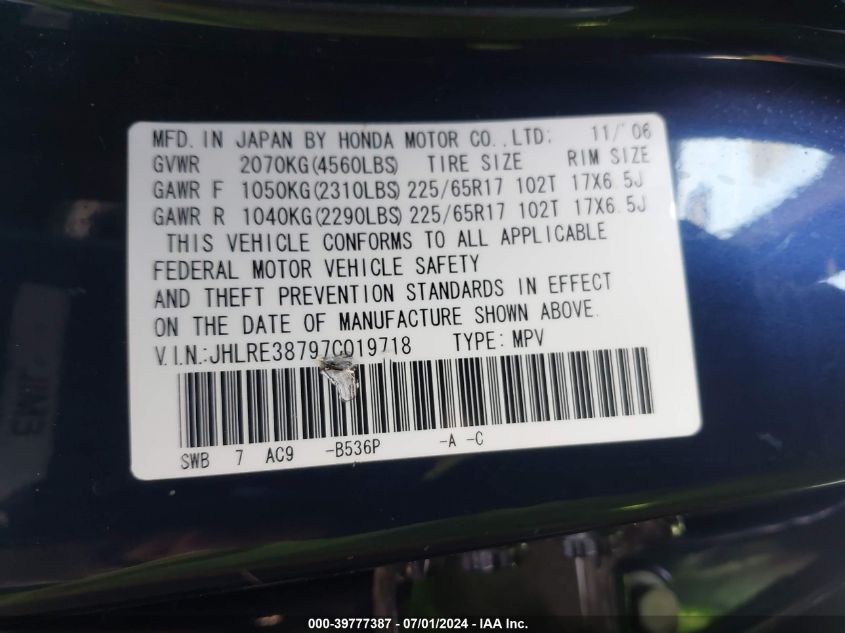 MFD. IN JAPAN BY HONDA MOTOR CO., LTD: 11/'06
GVWR 2070KG(4560LBS) TIRE SIZE RIM SIZE
GAWR F 1050KG(2310LBS) 225/65R17 102T 17X6.5J
GAWR R 1040KG(2290LBS) 225/65R17 102T 17X6.5J
THIS VEHICLE CONFORMS TO ALL APPLICABLE
FEDERAL MOTOR VEHICLE SAFETY
AND THEFT PREVENTION STANDARDS IN EFFECT
ON THE DATE OF MANUFACTURE SHOWN ABOVE.
V.I.N.:JHLRE38797C019718 TYPE: MPV
SWB 7 AC9 -B536P -A -C
000-39777387 - 07/01/2024 - IAA Inc.